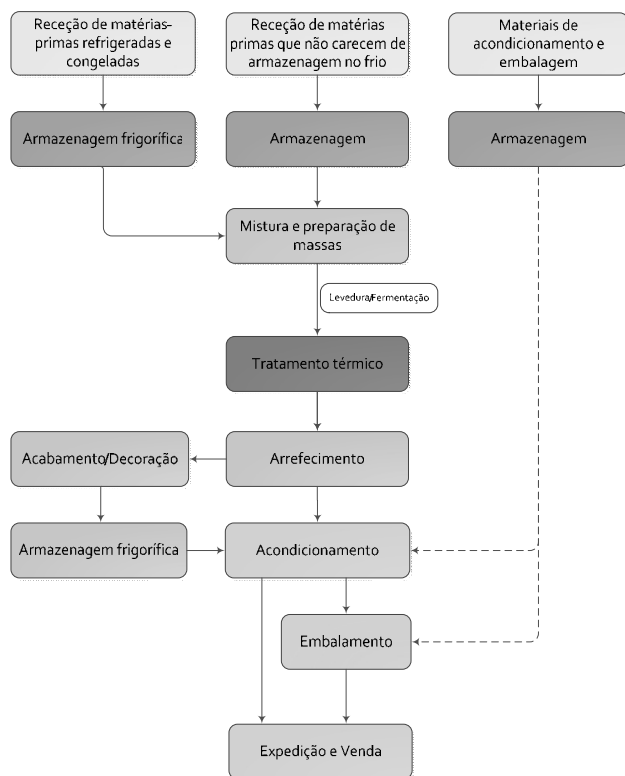 Receção de matérias-
primas refrigeradas e
congeladas
Receção de matérias
primas que não carecem de
armazenagem no frio
Materiais de
acondicionamento e
embalagem
Armazenagem frigorífica
Armazenagem
Armazenagem
Mistura e preparação de
massas
Levedura/Fermentação
Tratamento térmico
Acabamento/Decoração
Arrefecimento
Armazenagem frigorífica
Acondicionamento
Embalamento
Expedição e Venda